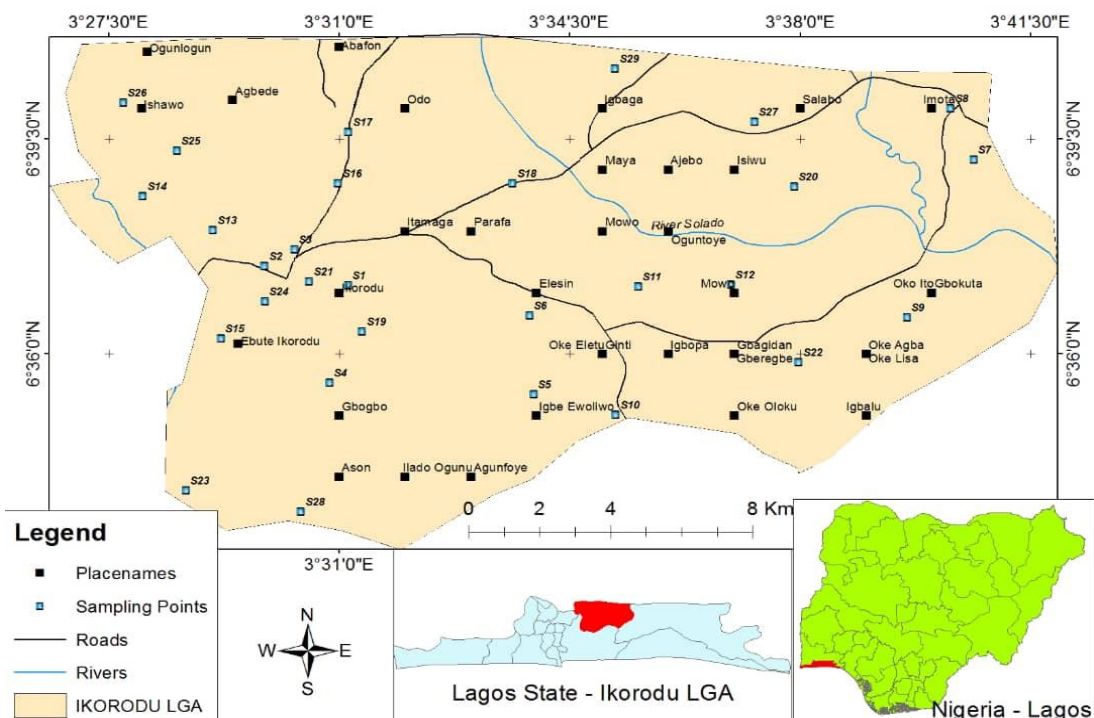 3°27'30"E 3°31'0"E 3°34'30"E 3°38'0"E 3°41'30"E
Ogunlogun
Abafon
S29
S26
Ishawo
Agbede
Odo
Igbaga
S27
Salabo
Imota
S8
6°39'30"N
6°39'30"N
S17
S25
S7
Maya
Ajebo
Isiwu
S14
S16
S18
S20
S13
Itamaga
Parafa
Mowo
River Solado
Oguntoye
S3
S2
S21
S1
Ikorodu
S24
Elesin
S11
S12
Mowo
Oko ItoGbokuta
S6
S9
S15
Ebute Ikorodu
S19
6°36'0"N
6°36'0"N
Oke EletuGinti
Igbopa
Gbagidan
Gberegbe
S22
Oke Agba
Oke Lisa
S4
S5
Gbogbo
Igbe Ewoliwo
S10
Oke Oloku
Igbalu
Ason
Ilado Ogunu
Agunfoye
S23
S28
0 2 4 8 Km
Legend
Placenames
Sampling Points
Roads
Rivers
IKORODU LGA
3°31'0"E
N
W E
S
Lagos State - Ikorodu LGA
Nigeria - Lagos